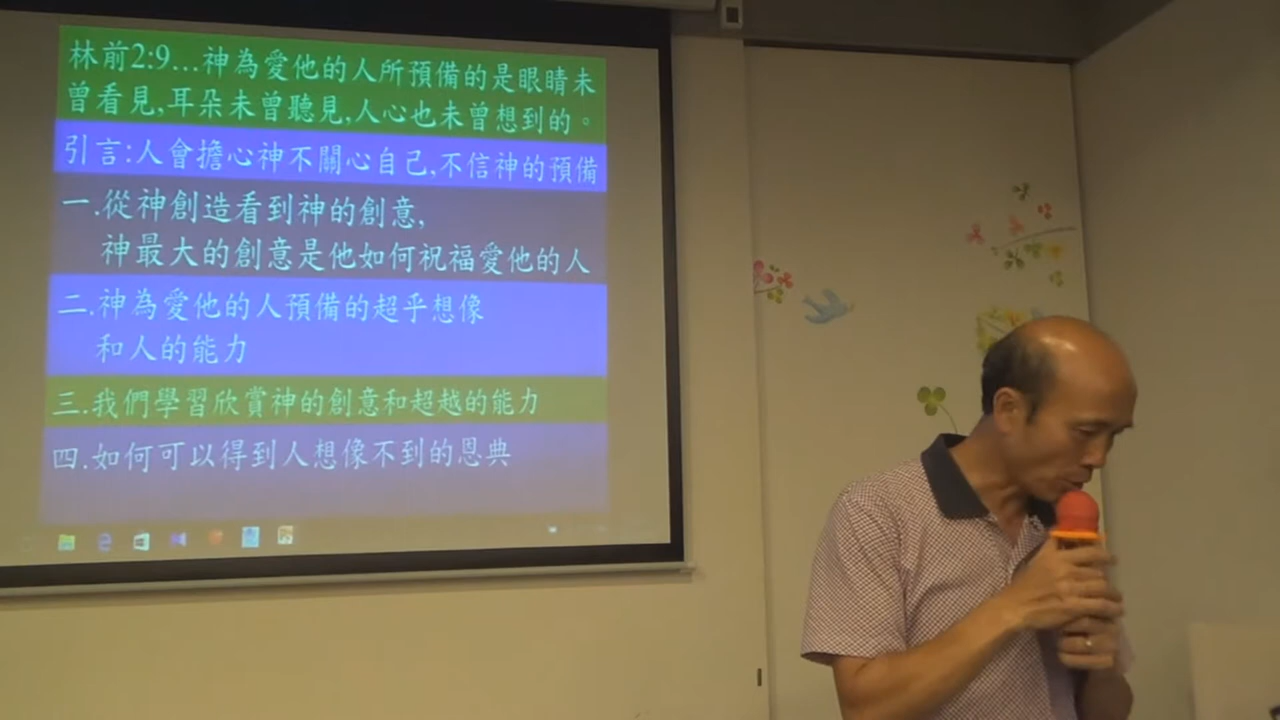 林前2:9...神為愛他的人所預備的是眼睛未
曾看見,耳朵未曾聽見,人心也未曾想到的。
引言:人會擔心神不關心自己,不信神的預備
一.從神創造看到神的創意,
神最大的創意是他如何祝福愛他的人
二.神為愛他的人預備的超乎想像
和人的能力
三.我們學習欣賞神的創意和超越的能力
四.如何可以得到人想像不到的恩典